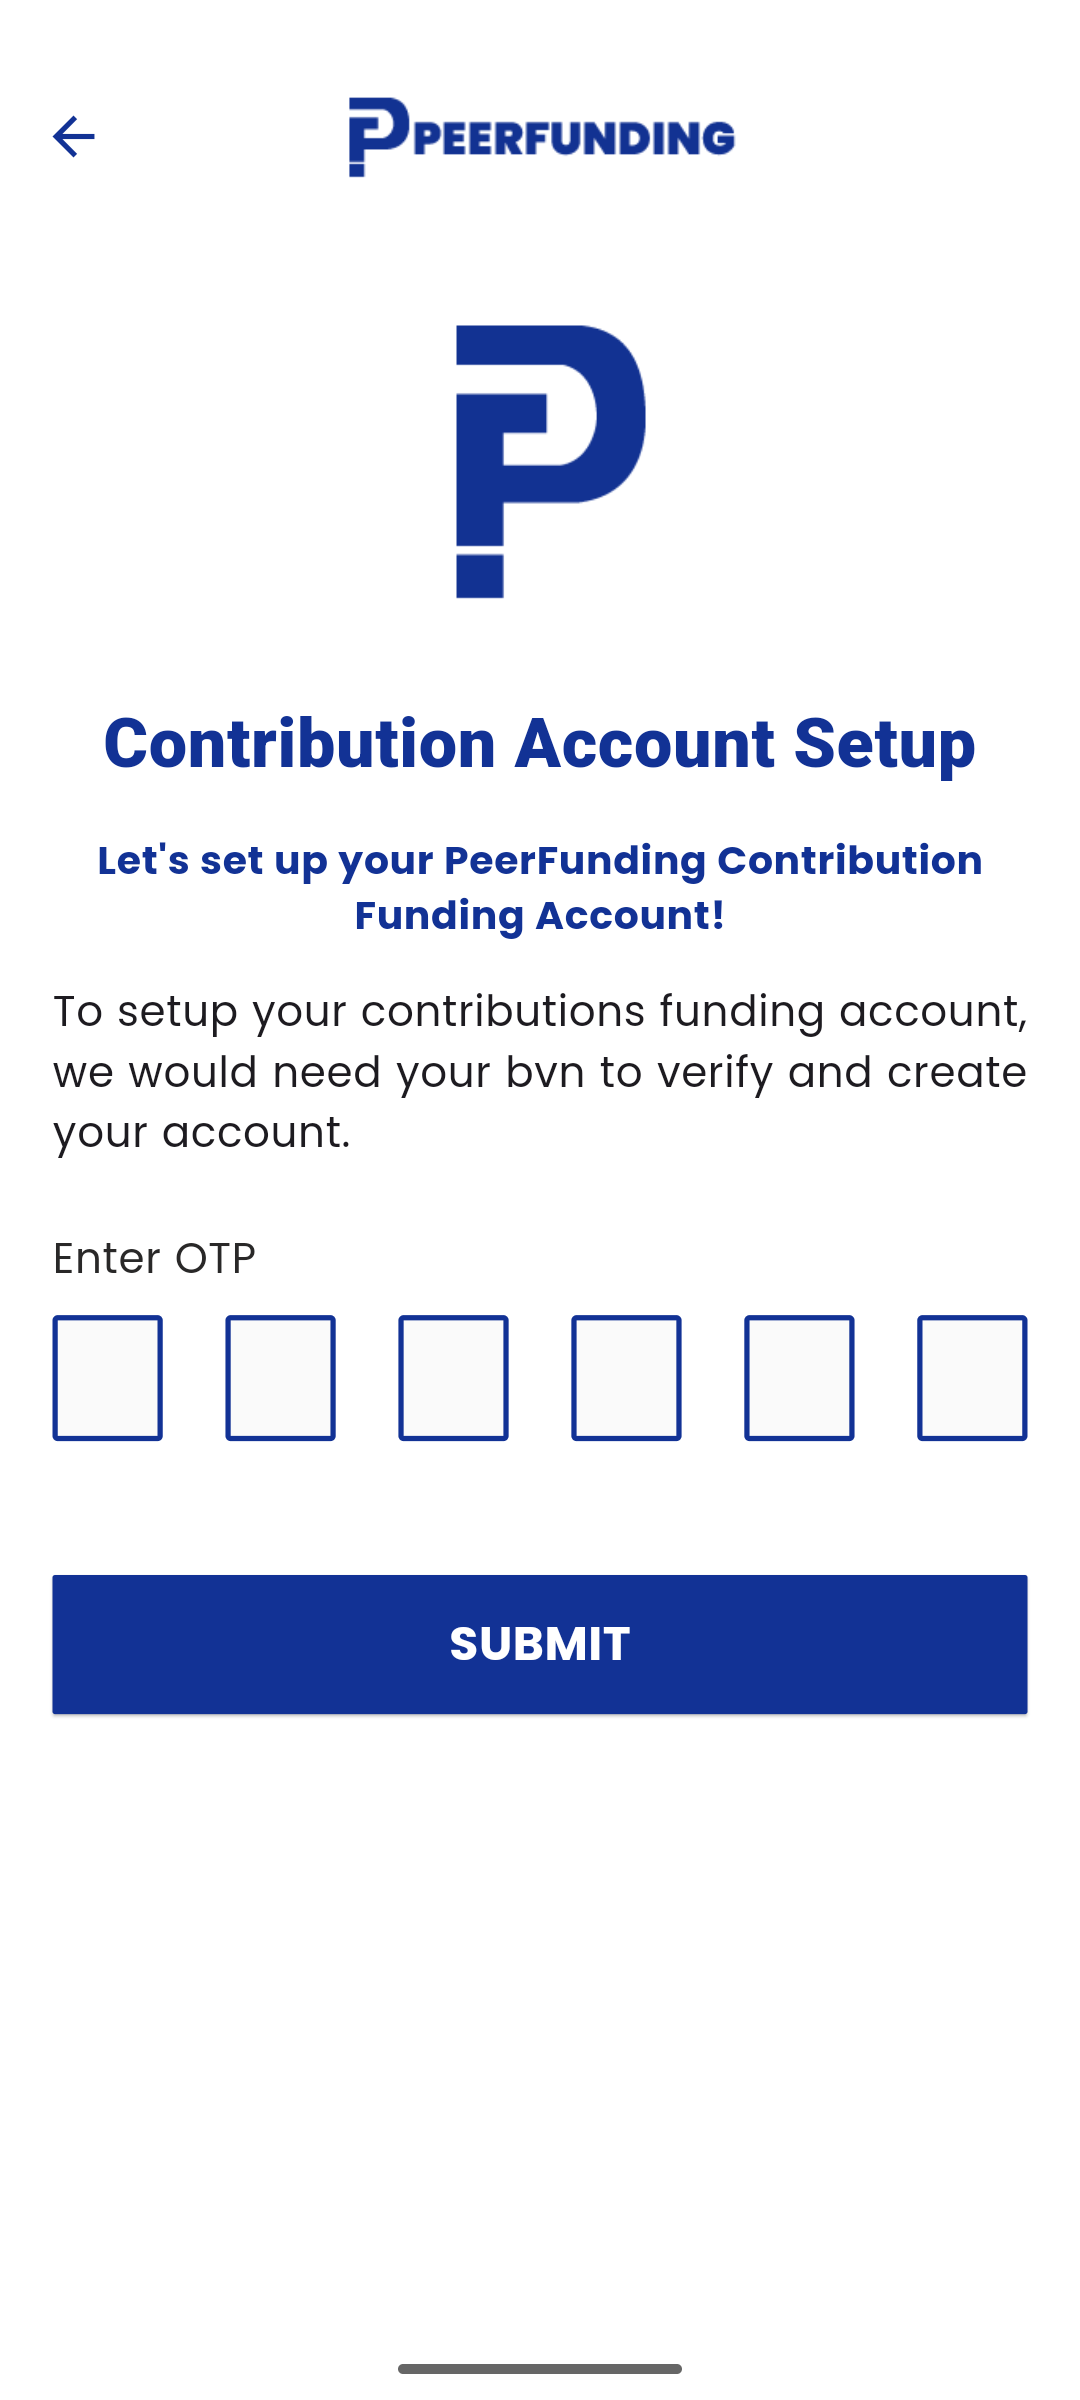 PEERFUNDING
Contribution Account Setup
Let's set up your PeerFunding Contribution
Funding Account!
To setup your contributions funding account,
we would need your bvn to verify and create
your account.
Enter OTP
SUBMIT